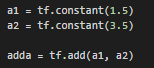 a1 = tf.constant(1.5)
a2 = tf.constant(3.5)
adda = tf.add(a1, a2)